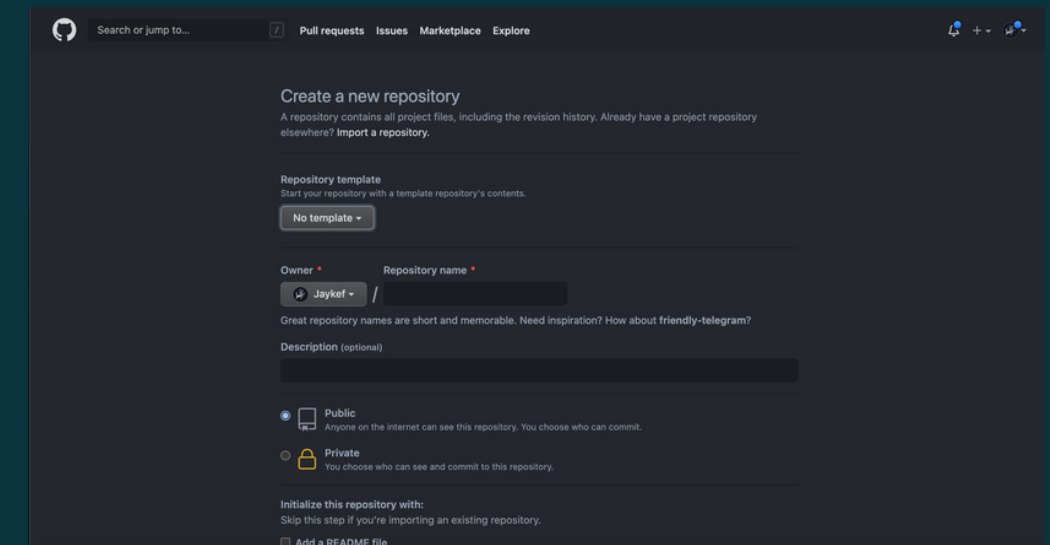 Search or jump to... /
Pull requests Issues Marketplace Explore
Create a new repository
A repository contains all project files, including the revision history. Already have a project repository
elsewhere? Import a repository.
Repository template
Start your repository with a template repository's contents.
No template
Owner * Repository name *
Jaykef /
Great repository names are short and memorable. Need inspiration? How about friendly-telegram?
Description (optional)
Public
Anyone on the internet can see this repository. You choose who can commit.
Private
You choose who can see and commit to this repository.
Initialize this repository with:
Skip this step if you're importing an existing repository.
Add a README file